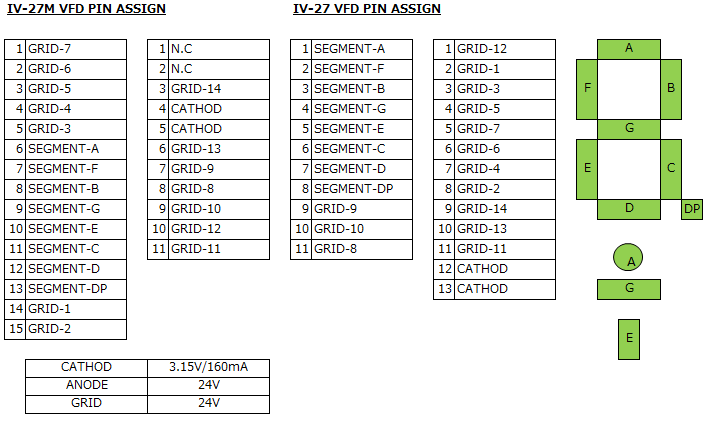 IV-27M VFD PIN ASSIGN
1 GRID-7
2 GRID-6
3 GRID-5
4 GRID-4
5 GRID-3
6 SEGMENT-A
7 SEGMENT-F
8 SEGMENT-B
9 SEGMENT-G
10 SEGMENT-E
11 SEGMENT-C
12 SEGMENT-D
13 SEGMENT-DP
14 GRID-1
15 GRID-2
1 N.C
2 N.C
3 GRID-14
4 CATHOD
5 CATHOD
6 GRID-13
7 GRID-9
8 GRID-8
9 GRID-10
10 GRID-12
11 GRID-11
CATHOD 3.15V/160mA
ANODE 24V
GRID 24V
IV-27 VFD PIN ASSIGN
1 SEGMENT-A
2 SEGMENT-F
3 SEGMENT-B
4 SEGMENT-G
5 SEGMENT-E
6 SEGMENT-C
7 SEGMENT-D
8 SEGMENT-DP
9 GRID-9
10 GRID-10
11 GRID-8
1 GRID-12
2 GRID-1
3 GRID-3
4 GRID-5
5 GRID-7
6 GRID-6
7 GRID-4
8 GRID-2
9 GRID-14
10 GRID-13
11 GRID-11
12 CATHOD
13 CATHOD
A
F B
G
E C
D DP
A
G
E